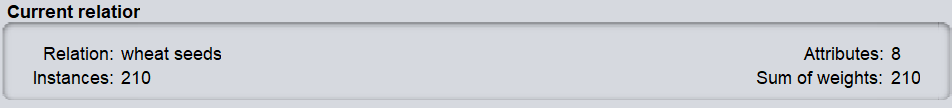 Current relatior
Relation: wheat seeds
Attributes: 8
Instances: 210
Sum of weights: 210